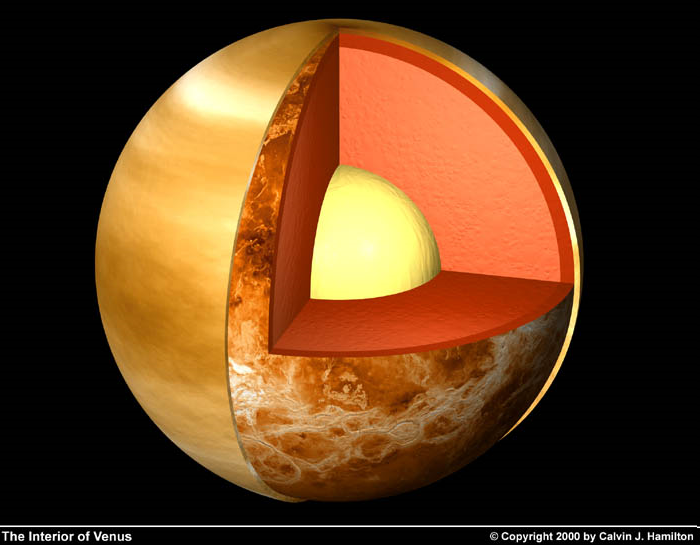 The Interior of Venus
© Copyright 2000 by Calvin J. Hamilton